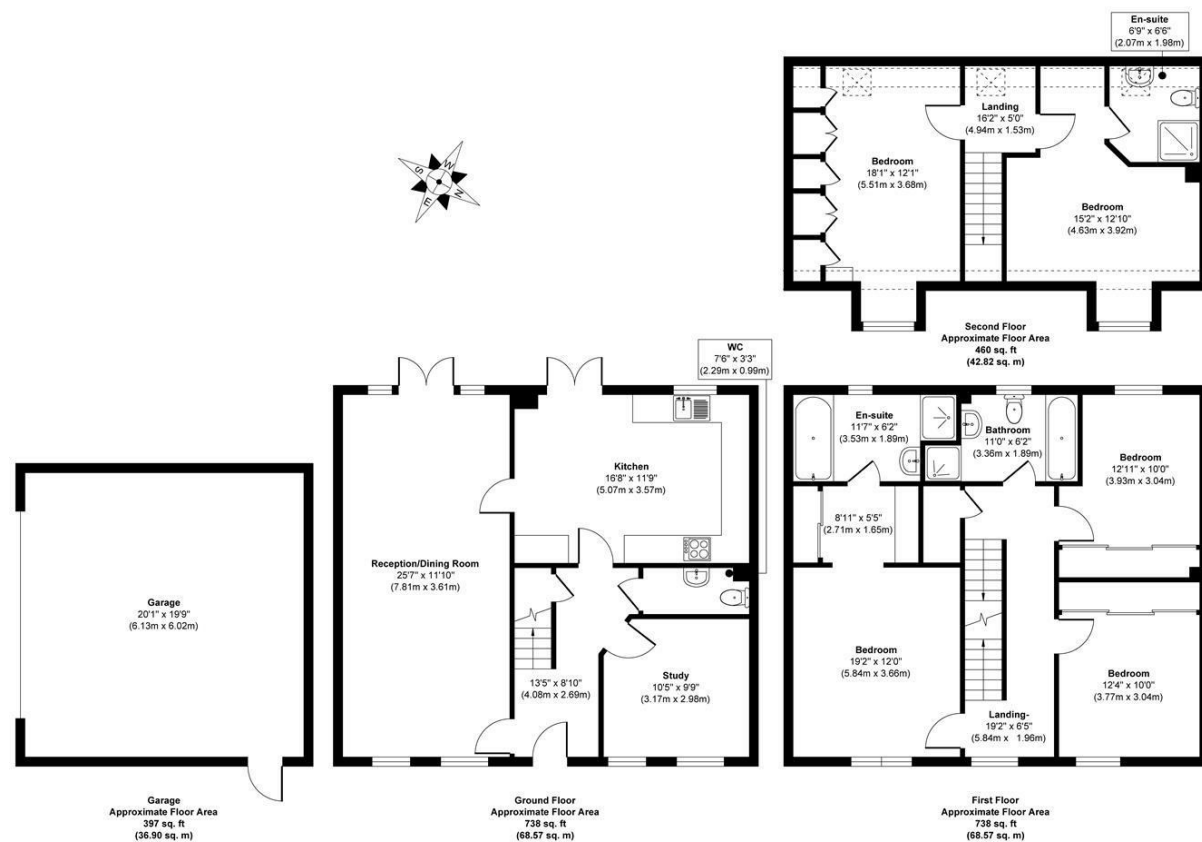 En-suite
6'9" x 6'6"
(2.07m x 1.98m)
Landing
16'2" x 5'0"
(4.94m x 1.53m)
Bedroom
18'1" x 12'1"
(5.51m x 3.68m)
Bedroom
15'2" x 12'10"
(4.63m x 3.92m)
S
W
N
E
Second Floor
Approximate Floor Area
460 sq. ft
(42.82 sq. m)
WC
7'6" x 3'3"
(2.29m x 0.99m)
Garage
20'1" x 19'9"
(6.13m x 6.02m)
Kitchen
16'8" x 11'9"
(5.07m x 3.57m)
Reception/Dining Room
25'7" x 11'10"
(7.81m x 3.61m)
13'5" x 8'10"
(4.08m x 2.69m)
Study
10'5" x 9'9"
(3.17m x 2.98m)
En-suite
11'7" x 6'2"
(3.53m x 1.89m)
Bathroom
11'0" x 6'2"
(3.36m x 1.89m)
Bedroom
12'11" x 10'0"
(3.93m x 3.04m)
8'11" x 5'5"
(2.71m x 1.65m)
Bedroom
19'2" x 12'0"
(5.84m x 3.66m)
Bedroom
12'4" x 10'0"
(3.77m x 3.04m)
Landing-
19'2" x 6'5"
(5.84m x 1.96m)
Garage
Approximate Floor Area
397 sq. ft
(36.90 sq. m)
Ground Floor
Approximate Floor Area
738 sq. ft
(68.57 sq. m)
First Floor
Approximate Floor Area
738 sq. ft
(68.57 sq. m)